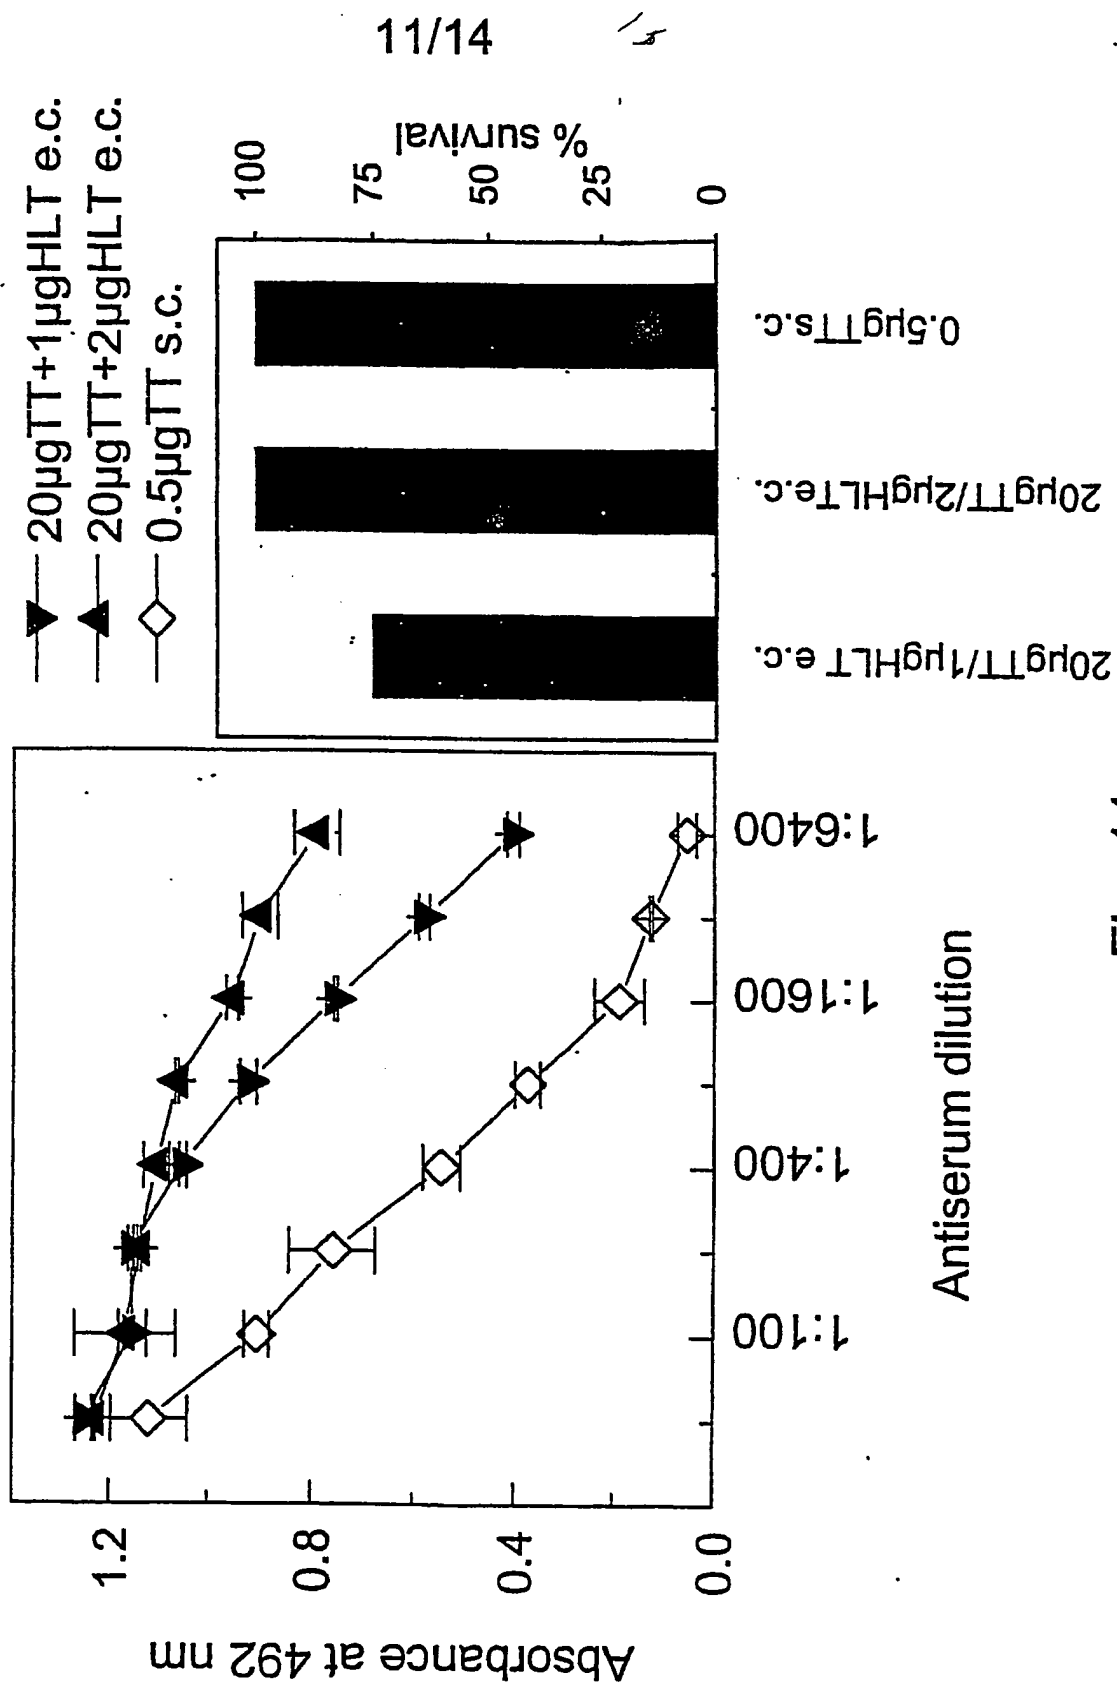 11/14
20µgTT+1µgHLT e.c.
20µgTT+2µgHLT e.c.
0.5µgTT s.c.
Absorbance at 492 nm
1.2
0.8
0.4
0.0
1:100
1:400
1:1600
1:6400
Antiserum dilution
% survival
100
75
50
25
0
20µgTT/1µgHLT e.c.
20µgTT/2µgHLTe.c.
0.5µgTTs.c.